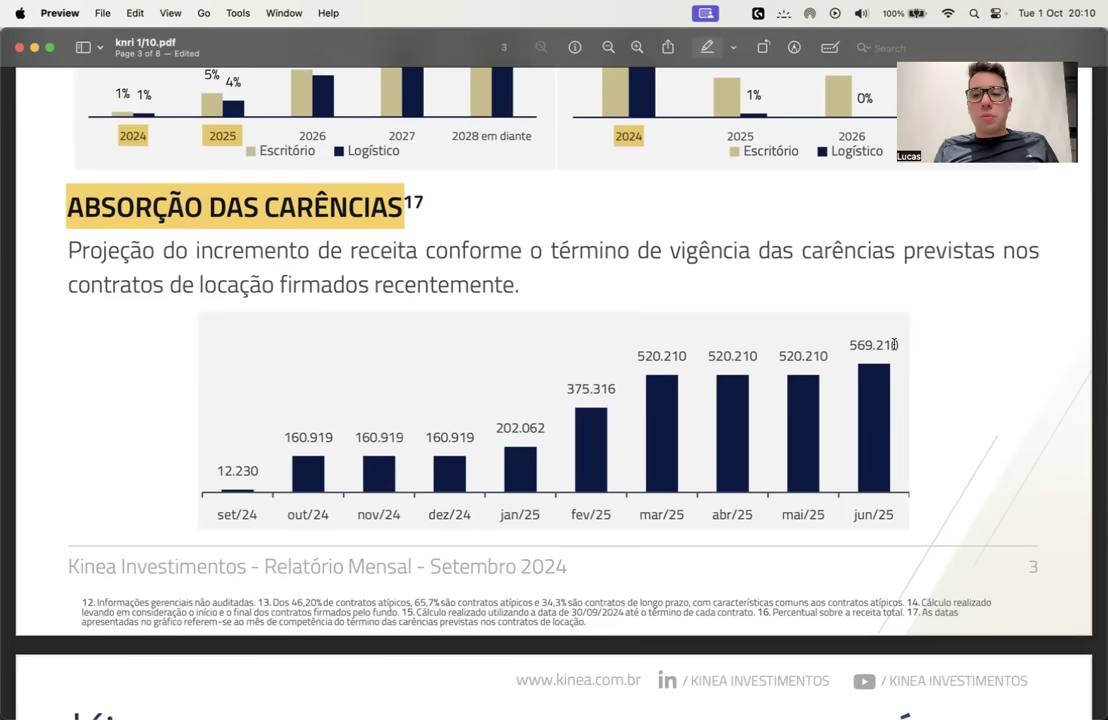 Preview File Edit View Go Tools Window Help 100% Tue 1 Oct 20:10
knri 1/10.pdf
Page 3 of 8 — Edited
3
Search
1% 1% 5% 4% 1% 0%
2024 2025 2026 2027 2028 em diante 2024 2025 2026
Escritório Logístico Escritório Logístico
Lucas
ABSORÇÃO DAS CARÊNCIAS17
Projeção do incremento de receita conforme o término de vigência das carências previstas nos
contratos de locação firmados recentemente.
12.230 160.919 160.919 160.919 202.062 375.316 520.210 520.210 520.210 569.210
set/24 out/24 nov/24 dez/24 jan/25 fev/25 mar/25 abr/25 mai/25 jun/25
Kinea Investimentos - Relatório Mensal - Setembro 2024 3
12. Informações gerenciais não auditadas. 13. Dos 46,20% de contratos atípicos, 65,7% são contratos atípicos e 34,3% são contratos de longo prazo, com características comuns aos contratos atípicos. 14. Cálculo realizado
levando em consideração o início e o final dos contratos firmados pelo fundo. 15. Cálculo realizado utilizando a data de 30/09/2024 até o término de cada contrato. 16. Percentual sobre a receita total. 17. As datas
apresentadas no gráfico referem-se ao mês de competência do término das carências previstas nos contratos de locação.
www.kinea.com.br in / KINEA INVESTIMENTOS / KINEA INVESTIMENTOS